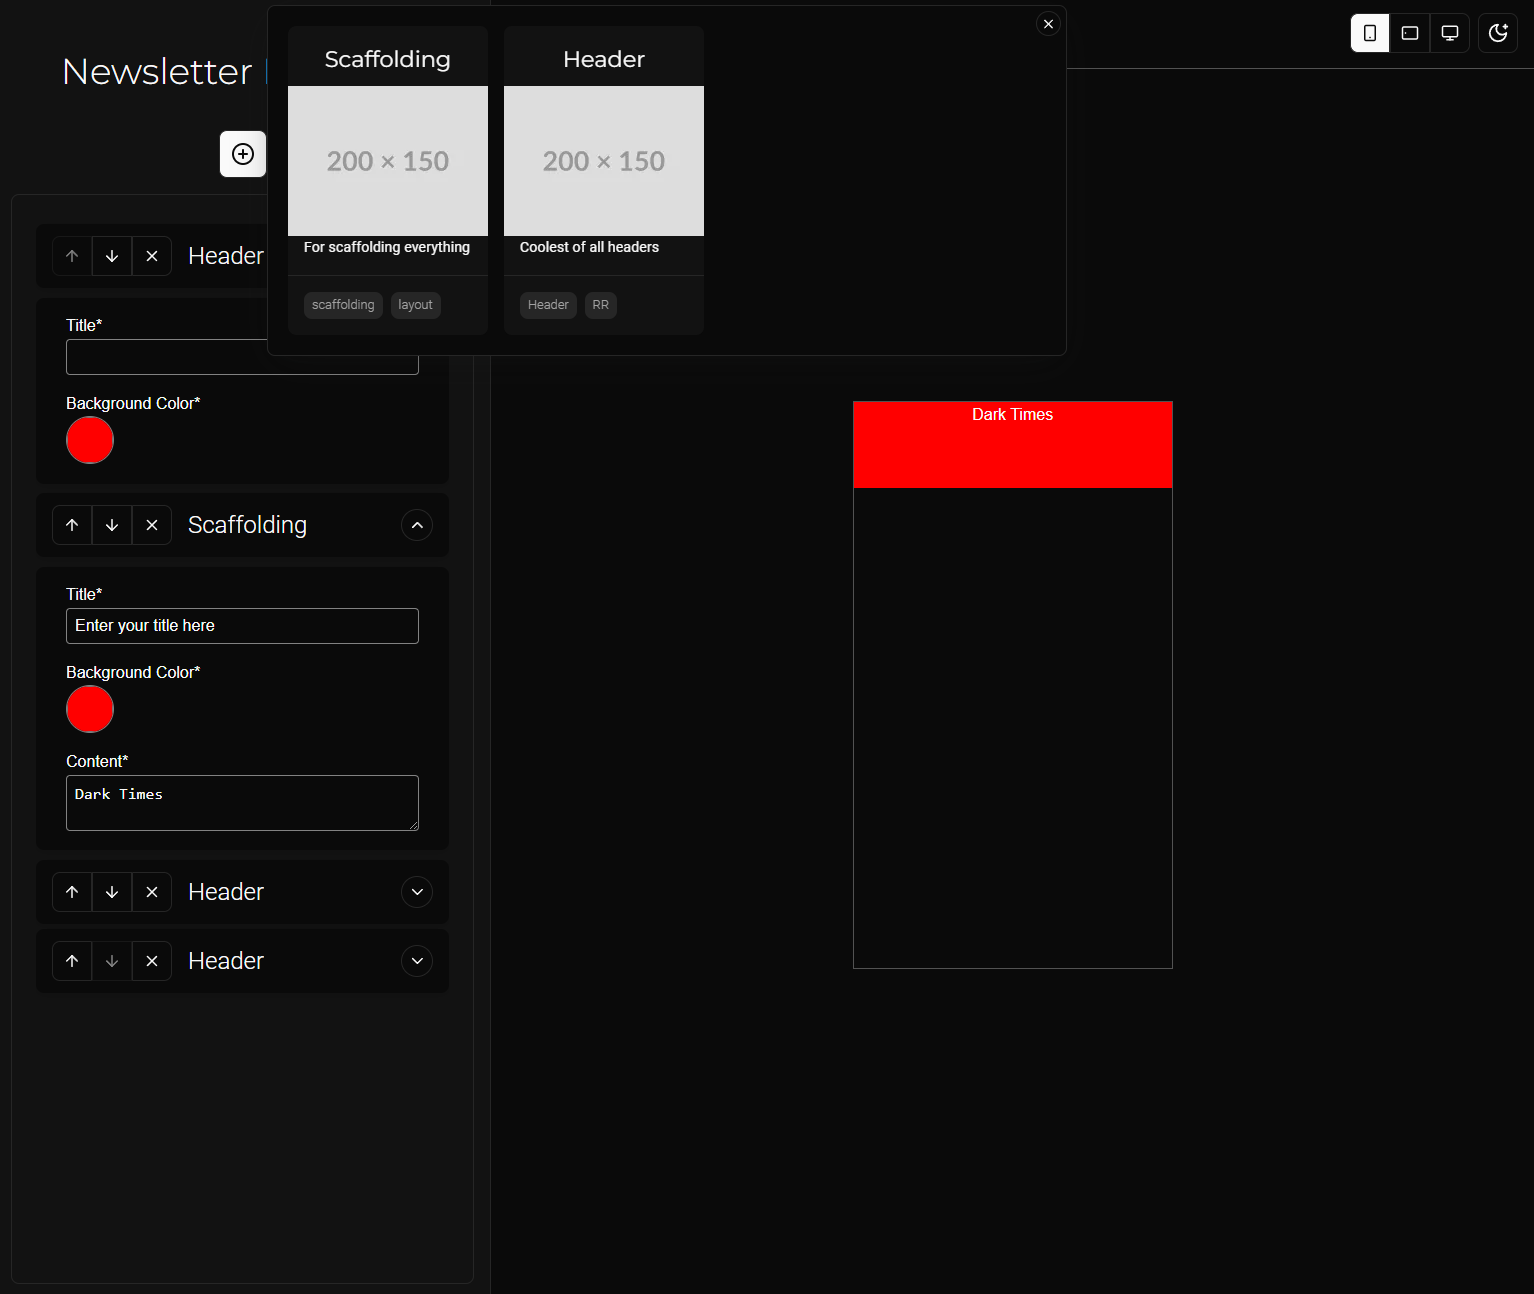 Newsletter
Scaffolding
200 × 150
For scaffolding everything
scaffolding
layout
Header
200 × 150
Coolest of all headers
Header
RR
Header
Title*
Background Color*
Scaffolding
Title*
Enter your title here
Background Color*
Content*
Dark Times
Header
Header
Dark Times